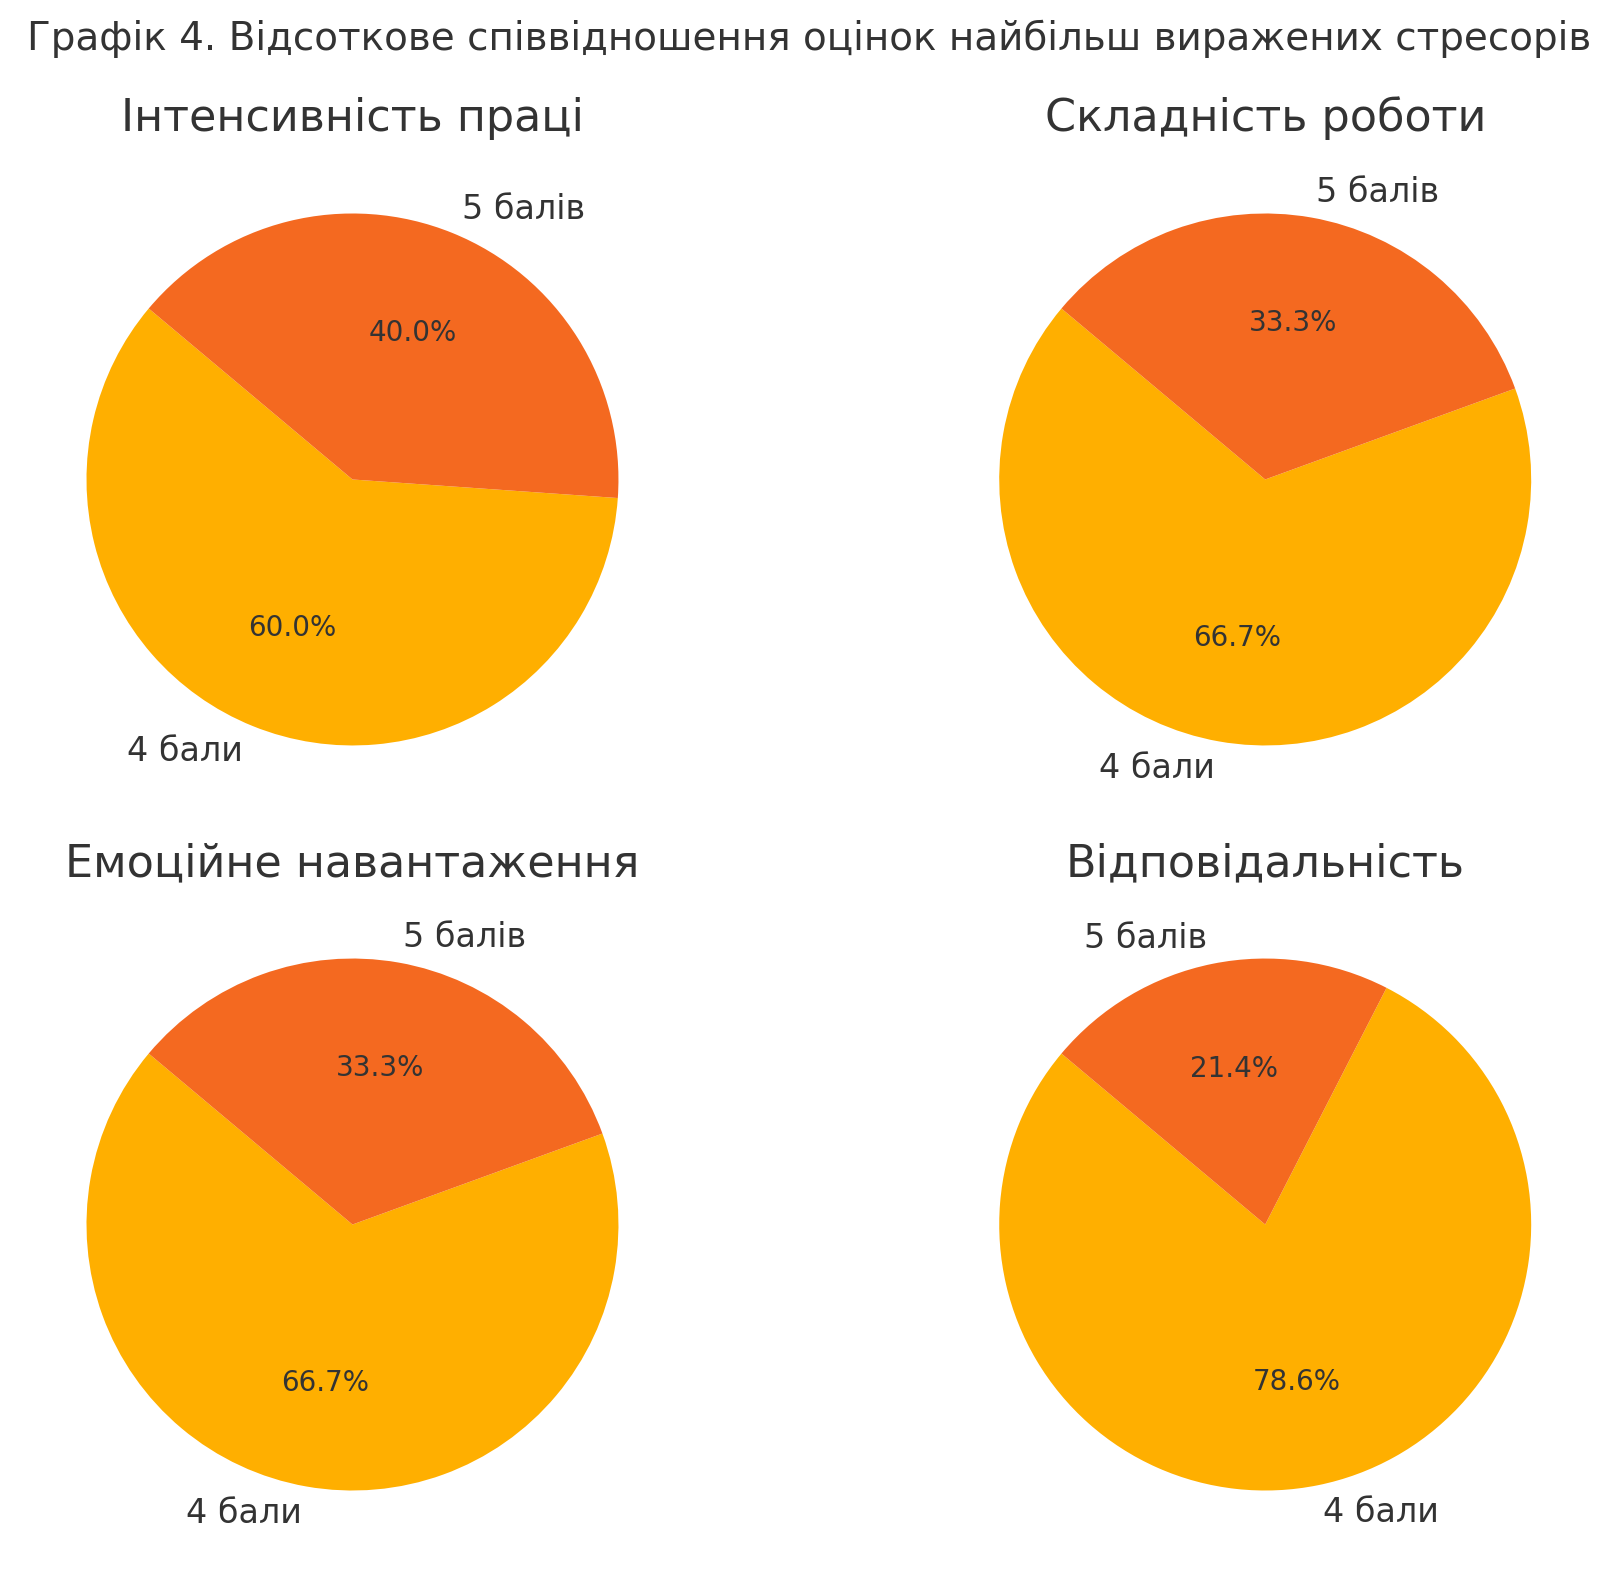 Графік 4. Відсоткове співвідношення оцінок найбільш виражених стресорів
Інтенсивність праці
5 балів
40.0%
60.0%
4 бали
Складність роботи
5 балів
33.3%
66.7%
4 бали
Емоційне навантаження
5 балів
33.3%
66.7%
4 бали
Відповідальність
5 балів
21.4%
78.6%
4 бали